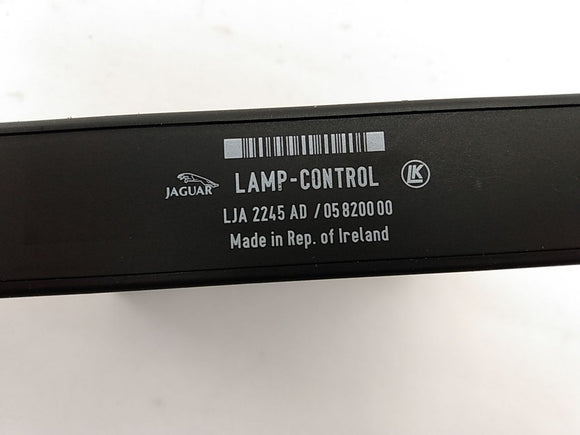 JAGUAR LAMP-CONTROL LK
LJA 2245 AD / 05 8200 00
Made in Rep. of Ireland